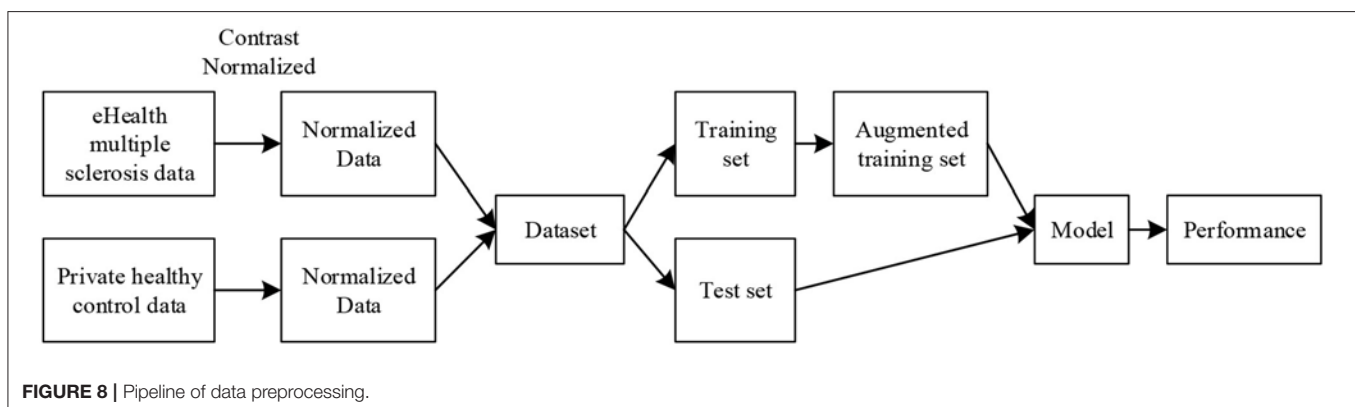 Contrast
Normalized
eHealth
multiple
sclerosis data
Normalized
Data
Training
set
Augmented
training set
Dataset
Model
Performance
Private healthy
control data
Normalized
Data
Test set
FIGURE 8 | Pipeline of data preprocessing.